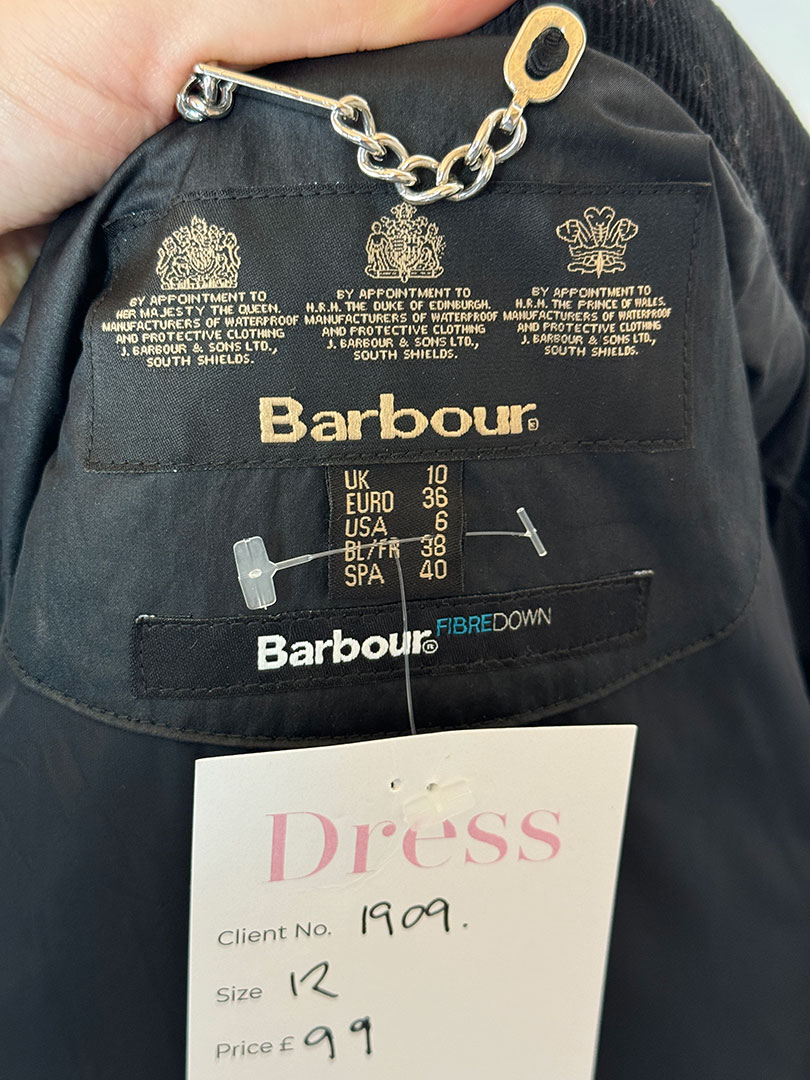 BY APPOINTMENT TO
HER MAJESTY THE QUEEN.
MANUFACTURERS OF WATERPROOF
AND PROTECTIVE CLOTHING
J. BARBOUR & SONS LTD.,
SOUTH SHIELDS.
BY APPOINTMENT TO
H.R.H. THE DUKE OF EDINBURGH.
MANUFACTURERS OF WATERPROOF
AND PROTECTIVE CLOTHING
J. BARBOUR & SONS LTD.,
SOUTH SHIELDS.
BY APPOINTMENT TO
H.R.H. THE PRINCE OF WALES.
MANUFACTURERS OF WATERPROOF
AND PROTECTIVE CLOTHING
J. BARBOUR & SONS LTD.,
SOUTH SHIELDS.
Barbour®
UK 10
EURO 36
USA 6
BL/FR 38
SPA 40
Barbour® FIBREDOWN
Dress
Client No. 1909.
Size 12
Price £ 99